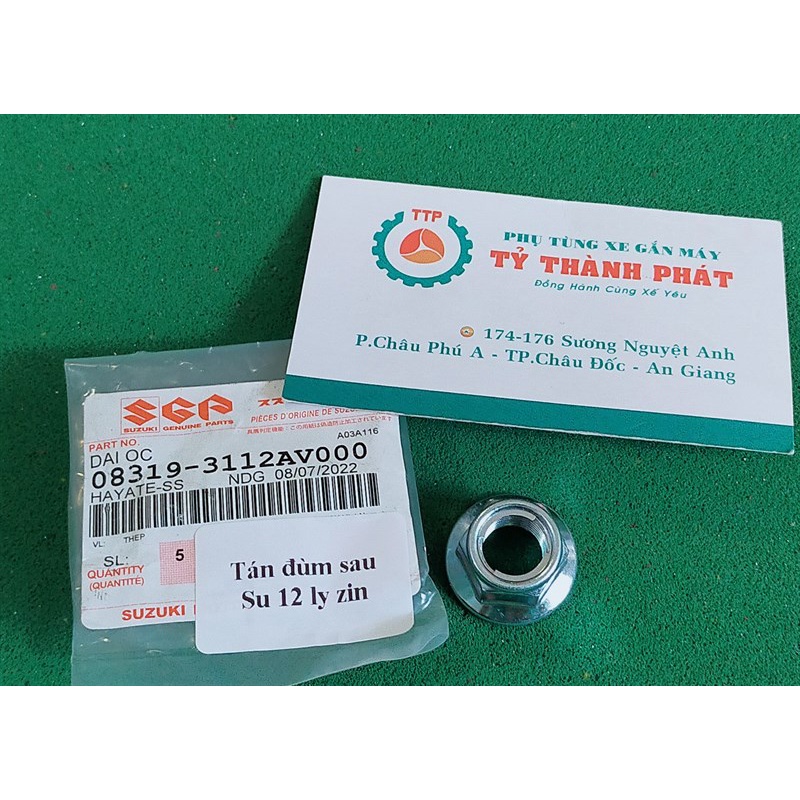 TTP
PHỤ TÙNG XE GẮN MÁY
TỶ THÀNH PHÁT
Đồng Hành Cùng Xế Yêu
174-176 Sương Nguyệt Anh
P.Châu Phú A - TP.Châu Đốc - An Giang
SGP
SUZUKI GENUINE PARTS
PIÈCES D'ORIGINE DE
PART NO.
A03A116
DAI OC
08319-3112AV000
HAYATE-SS NDG 08/07/2022
VL: THEP
SL: 5
QUANTITY
(QUANTITÉ)
SUZUKI
Tán đùm sau
Su 12 ly zin